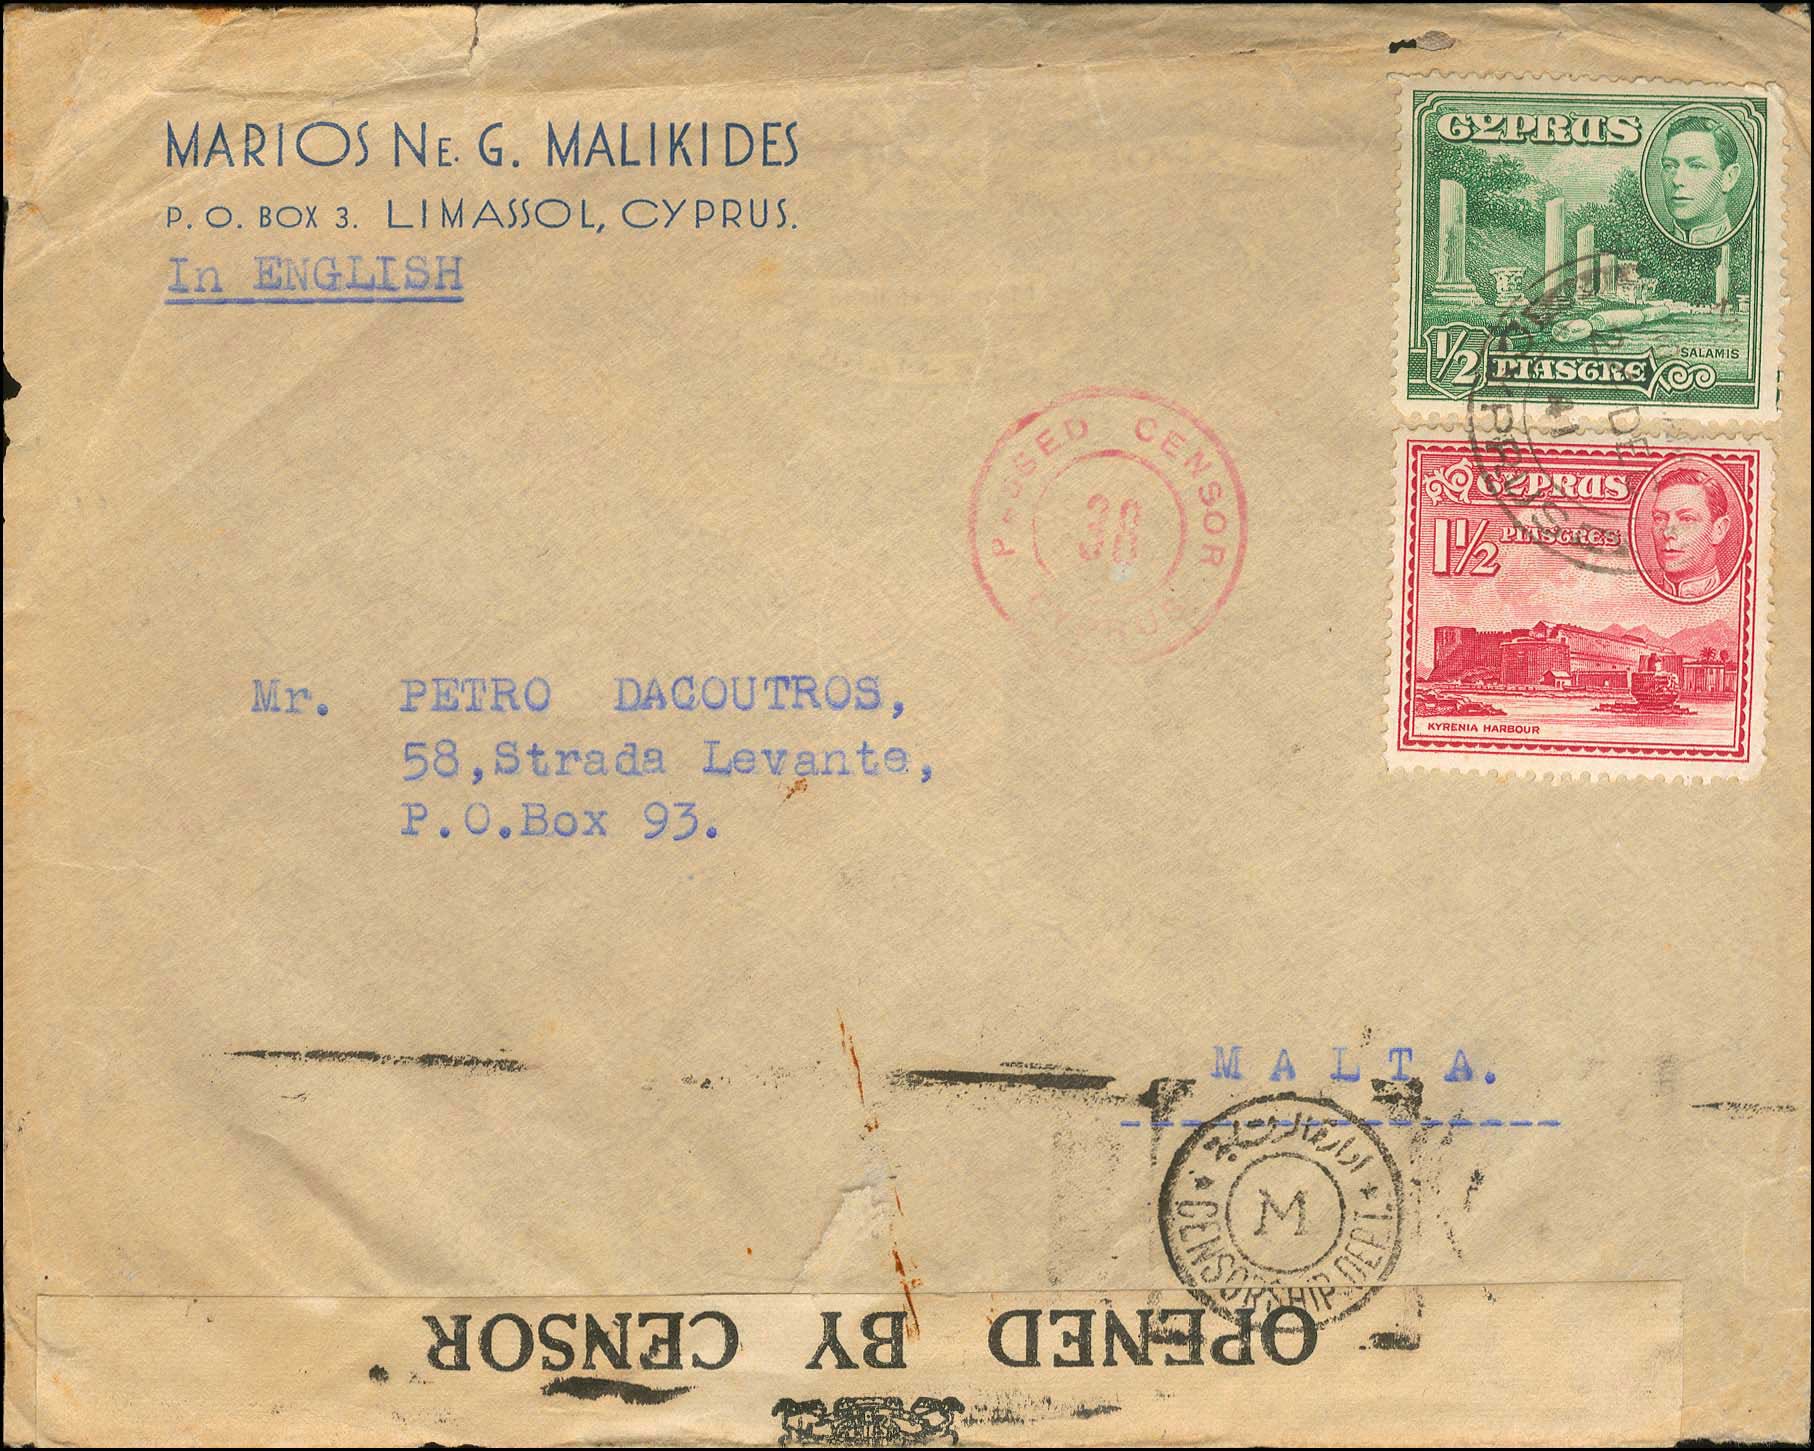 MARIOS NE. G. MALIKIDES
P. O. BOX 3. LIMASSOL, CYPRUS.
In ENGLISH
CYPRUS
SALAMIS
1/2 PIASTRE
CYPRUS
1 1/2 PIASTRES
KYRENIA HARBOUR
PASSED CENSOR
38
CYPRUS
Mr. PETRO DACOUTROS,
58,Strada Levante,
P.O.Box 93.
MALTA.
ادارة المراقبة
M
CENSORSHIP.DEPT.
OPENED BY CENSOR